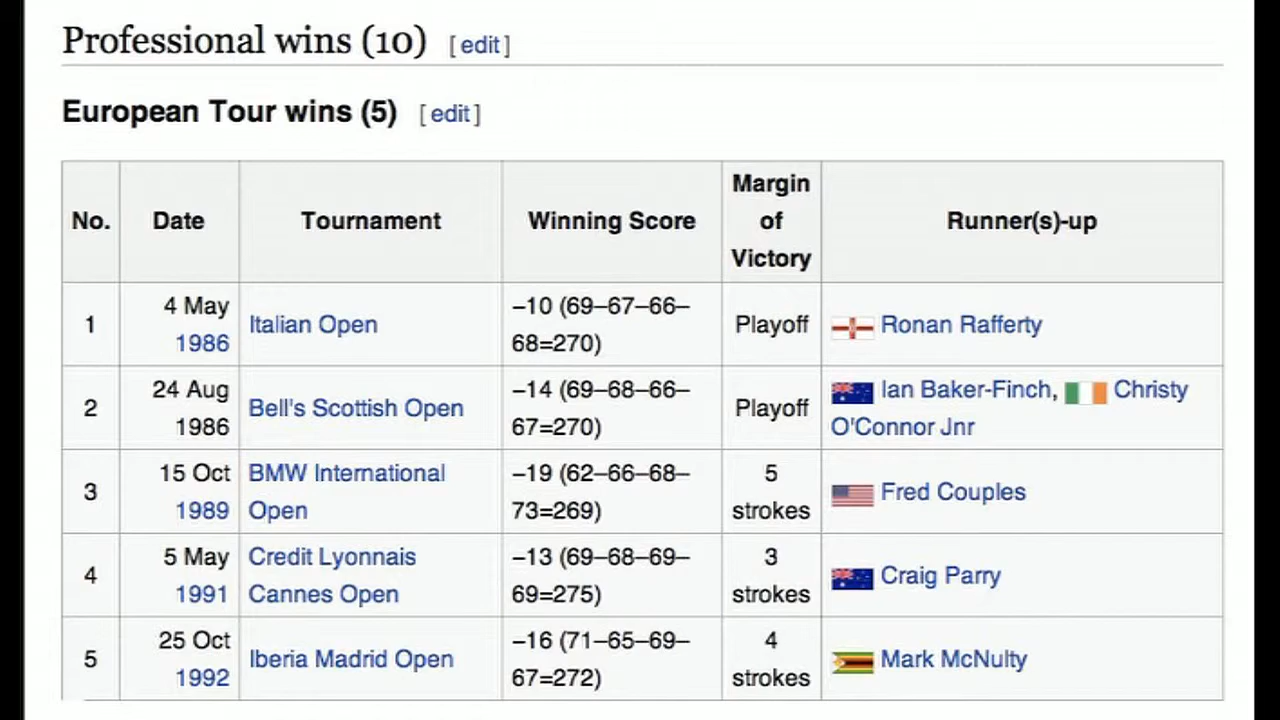 Professional wins (10) [ edit ]
European Tour wins (5) [ edit ]
No. Date Tournament Winning Score Margin of Victory Runner(s)-up
1 4 May 1986 Italian Open –10 (69–67–66–68=270) Playoff Ronan Rafferty
2 24 Aug 1986 Bell's Scottish Open –14 (69–68–66–67=270) Playoff Ian Baker-Finch, Christy O'Connor Jnr
3 15 Oct 1989 BMW International Open –19 (62–66–68–73=269) 5 strokes Fred Couples
4 5 May 1991 Credit Lyonnais Cannes Open –13 (69–68–69–69=275) 3 strokes Craig Parry
5 25 Oct 1992 Iberia Madrid Open –16 (71–65–69–67=272) 4 strokes Mark McNulty